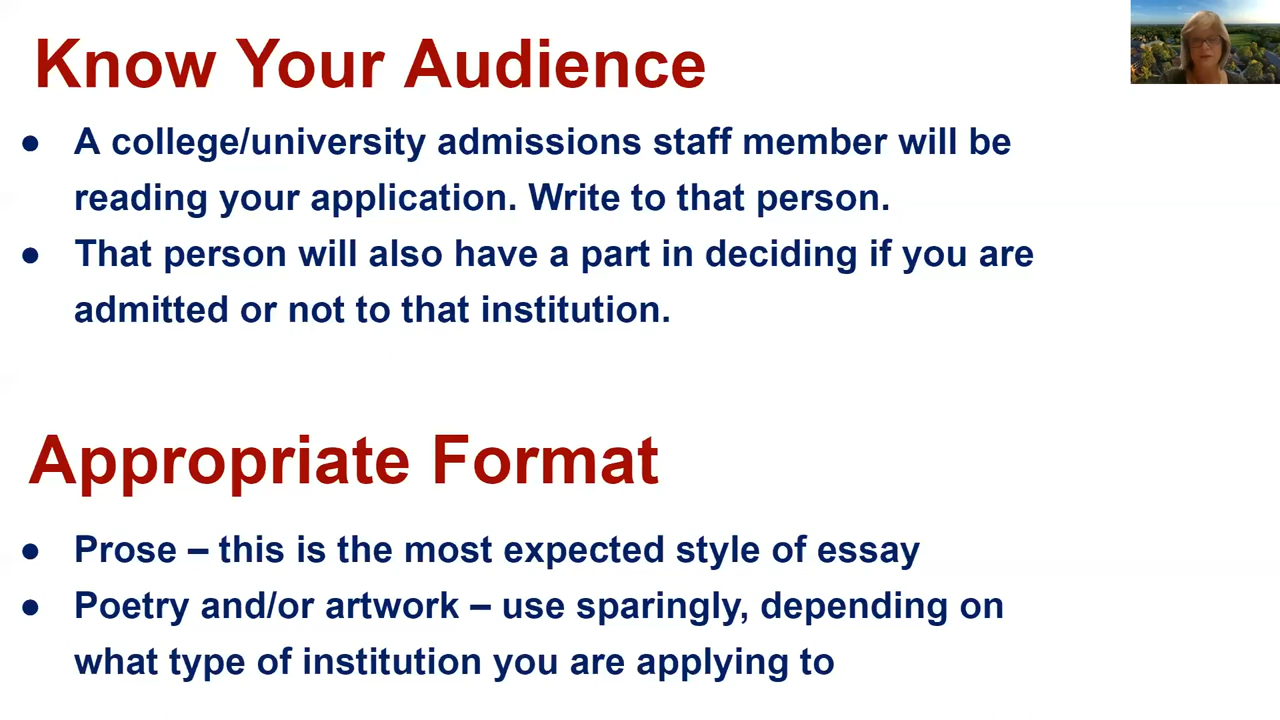 Know Your Audience
● A college/university admissions staff member will be
reading your application. Write to that person.
● That person will also have a part in deciding if you are
admitted or not to that institution.
Appropriate Format
● Prose – this is the most expected style of essay
● Poetry and/or artwork – use sparingly, depending on
what type of institution you are applying to